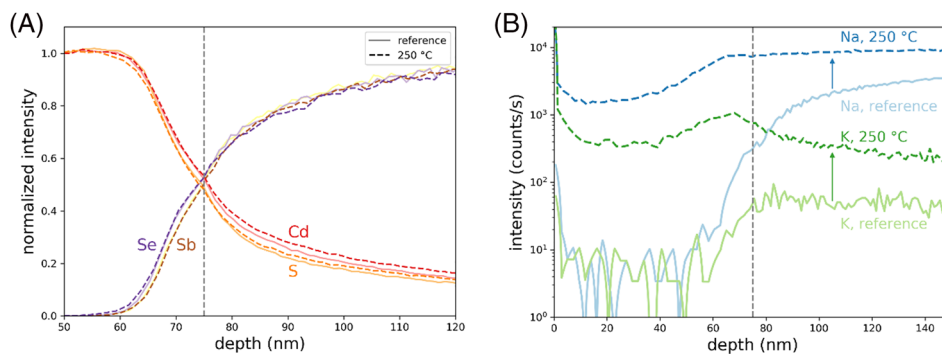 (A)
normalized intensity
1.0
0.8
0.6
0.4
0.2
0.0
reference
250 °C
Se
Sb
Cd
S
50 60 70 80 90 100 110 120
depth (nm)
(B)
intensity (counts/s)
10⁴
10³
10²
10¹
10⁰
Na, 250 °C
Na, reference
K, 250 °C
K, reference
0 20 40 60 80 100 120 140
depth (nm)